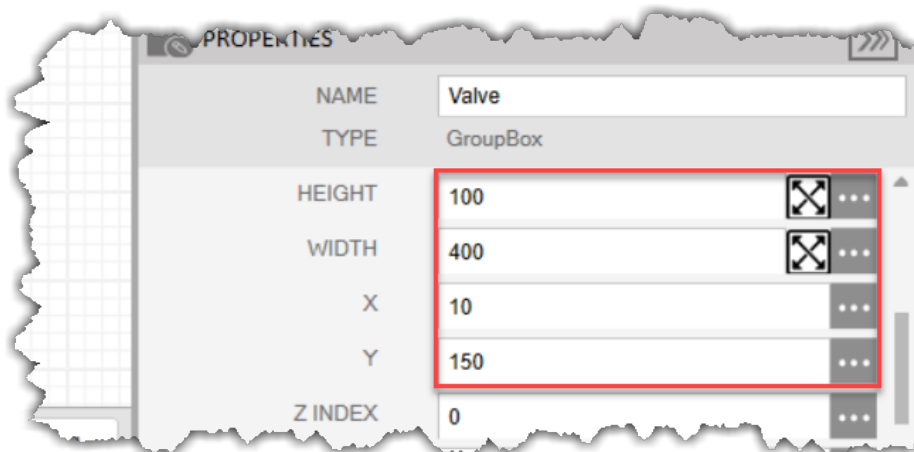 PROPERTIES
NAME Valve
TYPE GroupBox
HEIGHT 100
WIDTH 400
X 10
Y 150
Z INDEX 0